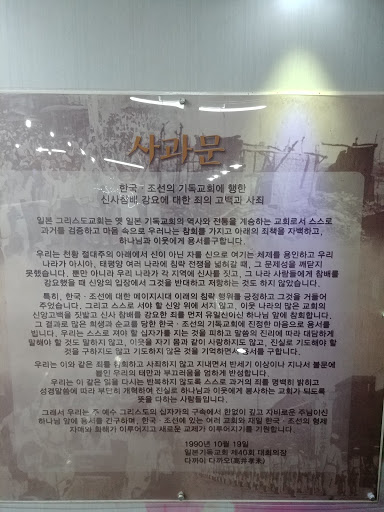 사과문
한국·조선의 기독교회에 행한
신사참배 강요에 대한 죄의 고백과 사죄
일본 그리스도교회는 옛 일본 기독교회의 역사와 전통을 계승하는 교회로서 스스로
과거를 검증하고 마음 속으로 우러나는 참회를 가지고 아래의 죄책을 자백하고,
하나님과 이웃에게 용서를구합니다.
우리는 천황 절대주의 아래에서 신이 아닌 자를 신으로 여기는 체제를 용인하고 우리
나라가 아시아, 태평양 여러 나라에 침략 전쟁을 넓혀갈 때, 그 문제성을 깨닫지
못했습니다. 뿐만 아니라 우리 나라가 각 지역에 신사를 짓고, 그 나라 사람들에게 참배를
강요했을 때 신앙의 입장에서 그것을 반대하고 저항하는 것도 하지 않았습니다.
특히, 한국·조선에 대한 메이지시대 이래의 침략 행위를 긍정하고 그것을 거들어
주었습니다. 그리고 스스로 서야 할 신앙 위에 서지 않고, 이웃 나라의 많은 교회의
신앙고백을 짓밟고 신사 참배를 강요한 죄를 먼저 유일신이신 하나님 앞에 참회합니다.
그 결과로 많은 희생과 순교를 당한 한국·조선의 기독교회에 진정한 마음으로 용서를
빕니다. 우리는 스스로 져야 할 십자가를 지는 것을 피하고 말씀의 진리에 따라 대담하게
말해야 할 것도 말하지 않고, 이웃을 자기 몸과 같이 사랑하지도 않고, 진실로 기도해야 할
것을 구하지도 않고 기도하지 않은 것을 기억하면서 용서를 구합니다.
우리는 이와 같은 죄를 참회하고 사죄하지 않고 지내면서 반세기 이상이나 지나서 불문에
붙인 우리의 태만과 부끄러움을 엄하게 반성합니다.
우리는 이 같은 일을 다시는 반복하지 않도록 스스로 과거의 죄를 명백히 밝히고
성경말씀에 따라 부단히 개혁하여 진실로 하나님과 이웃에게 봉사하는 교회가 되도록
뜻을 다하는 사람들입니다.
그래서 우리는 주 예수 그리스도의 십자가의 구속에서 한없이 깊고 자비로운 주님이신
하나님 앞에 용서를 간구하며, 한국·조선에 있는 여러 교회와 재일 한국·조선의 형제
자매와 화해가 이루어지고 새로운 교제가 이루어지기를 기원합니다.
1990년 10월 19일
일본기독교회 제40회 대회의장
다까이 다까오(高井孝夫)